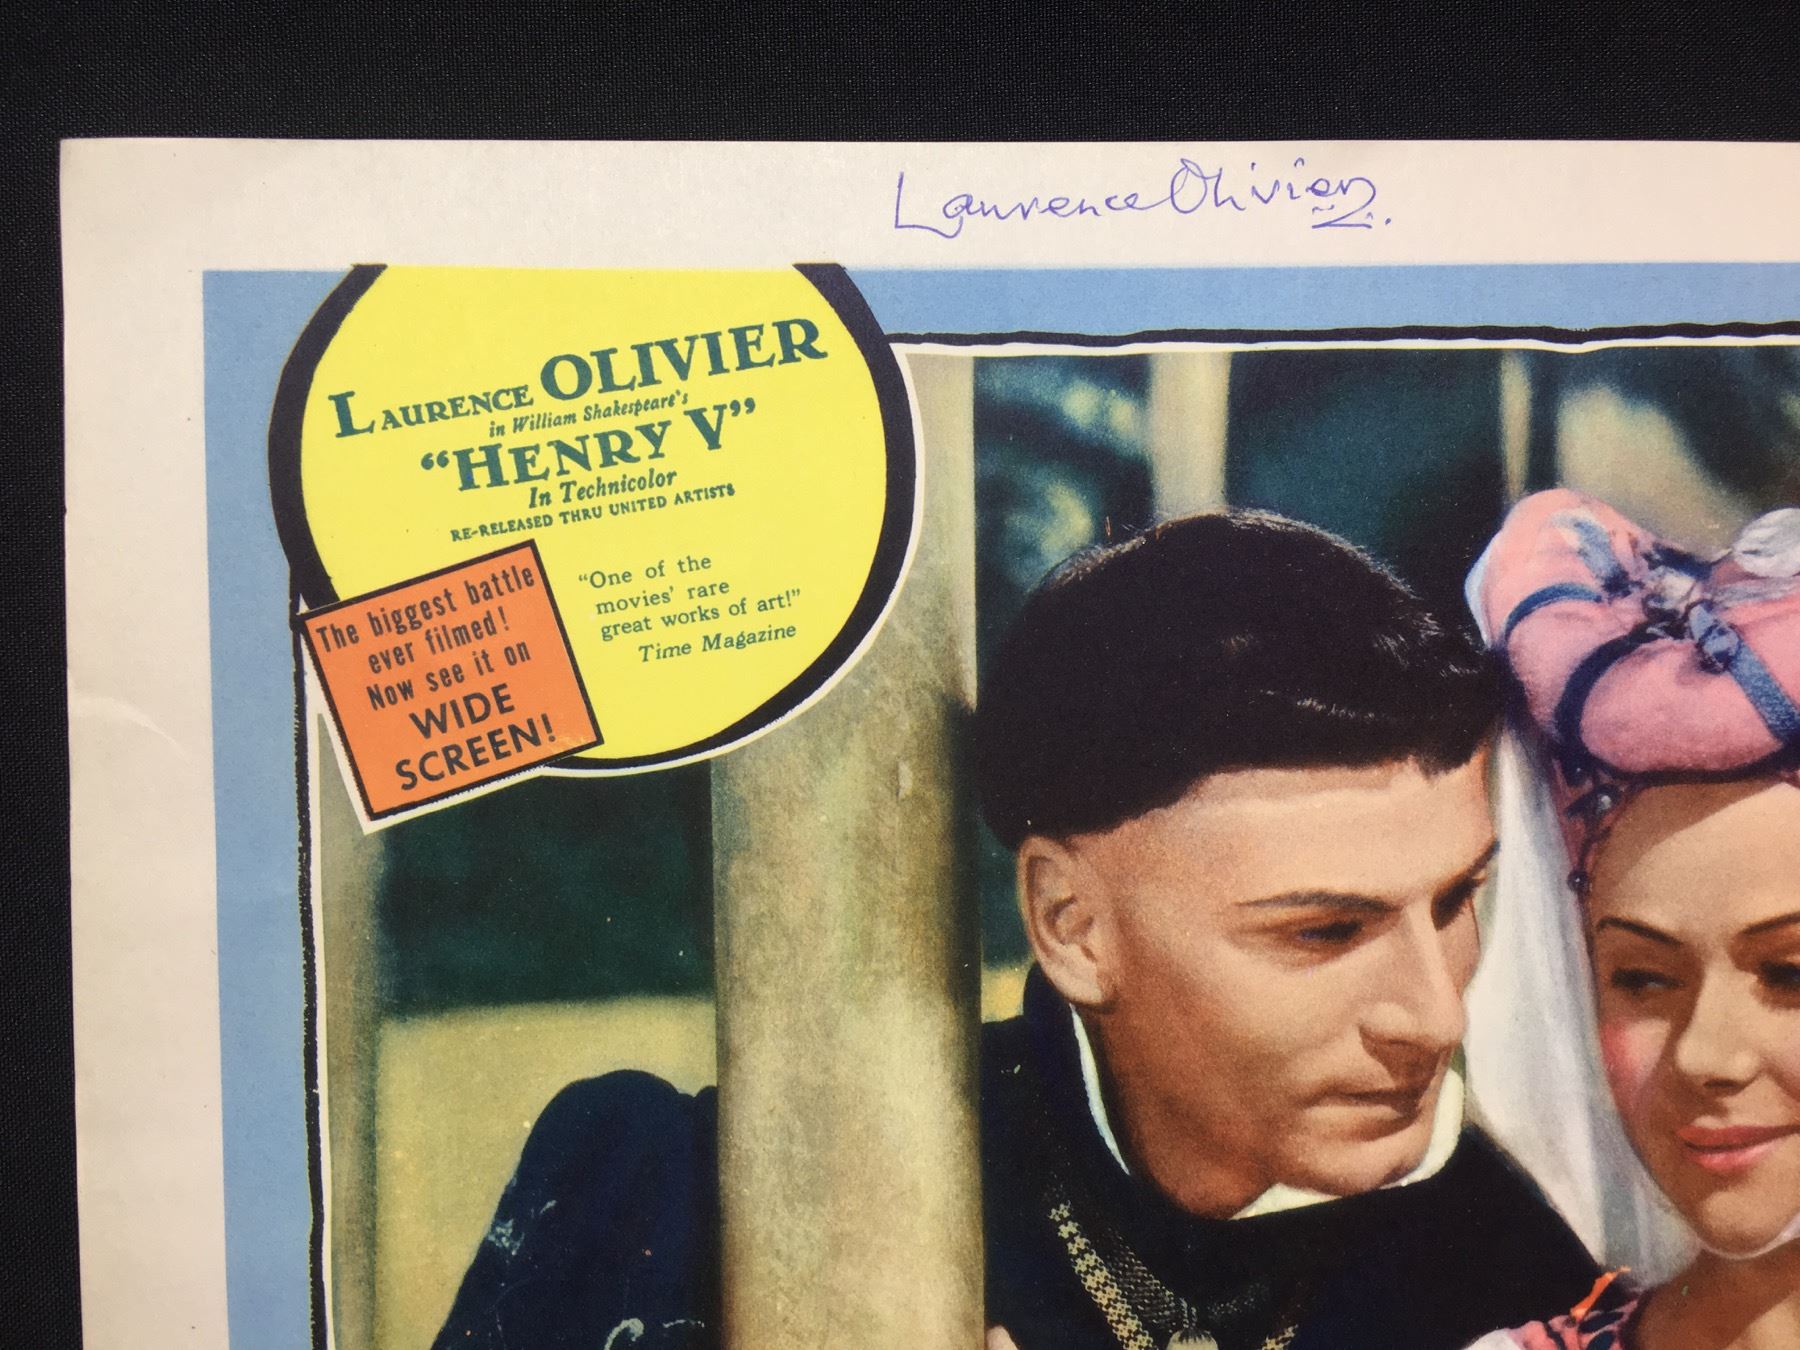 Laurence Olivier.
LAURENCE OLIVIER
in William Shakespeare's
"HENRY V"
In Technicolor
RE-RELEASED THRU UNITED ARTISTS
The biggest battle
ever filmed!
Now see it on
WIDE
SCREEN!
"One of the
movies' rare
great works of art!"
Time Magazine